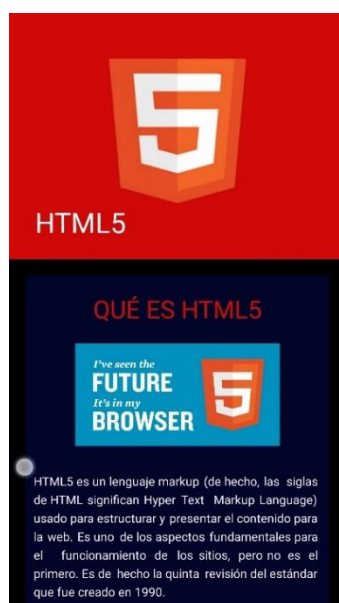 5
HTML5
QUÉ ES HTML5
I've seen the
FUTURE
It's in my
BROWSER
5
HTML5 es un lenguaje markup (de hecho, las siglas
de HTML significan Hyper Text Markup Language)
usado para estructurar y presentar el contenido para
la web. Es uno de los aspectos fundamentales para
el funcionamiento de los sitios, pero no es el
primero. Es de hecho la quinta revisión del estándar
que fue creado en 1990.